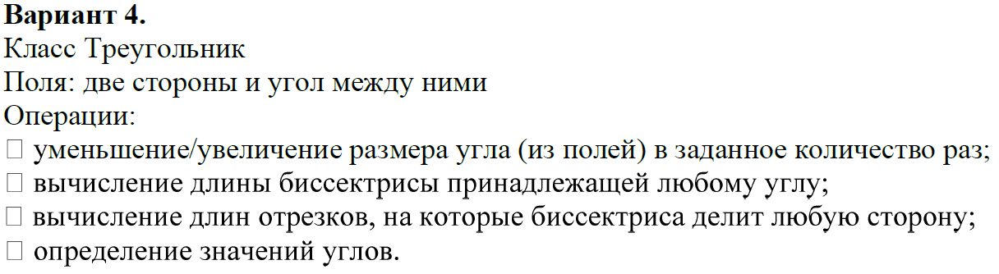 Вариант 4.
Класс Треугольник
Поля: две стороны и угол между ними
Операции:
□ уменьшение/увеличение размера угла (из полей) в заданное количество раз;
□ вычисление длины биссектрисы принадлежащей любому углу;
□ вычисление длин отрезков, на которые биссектриса делит любую сторону;
□ определение значений углов.